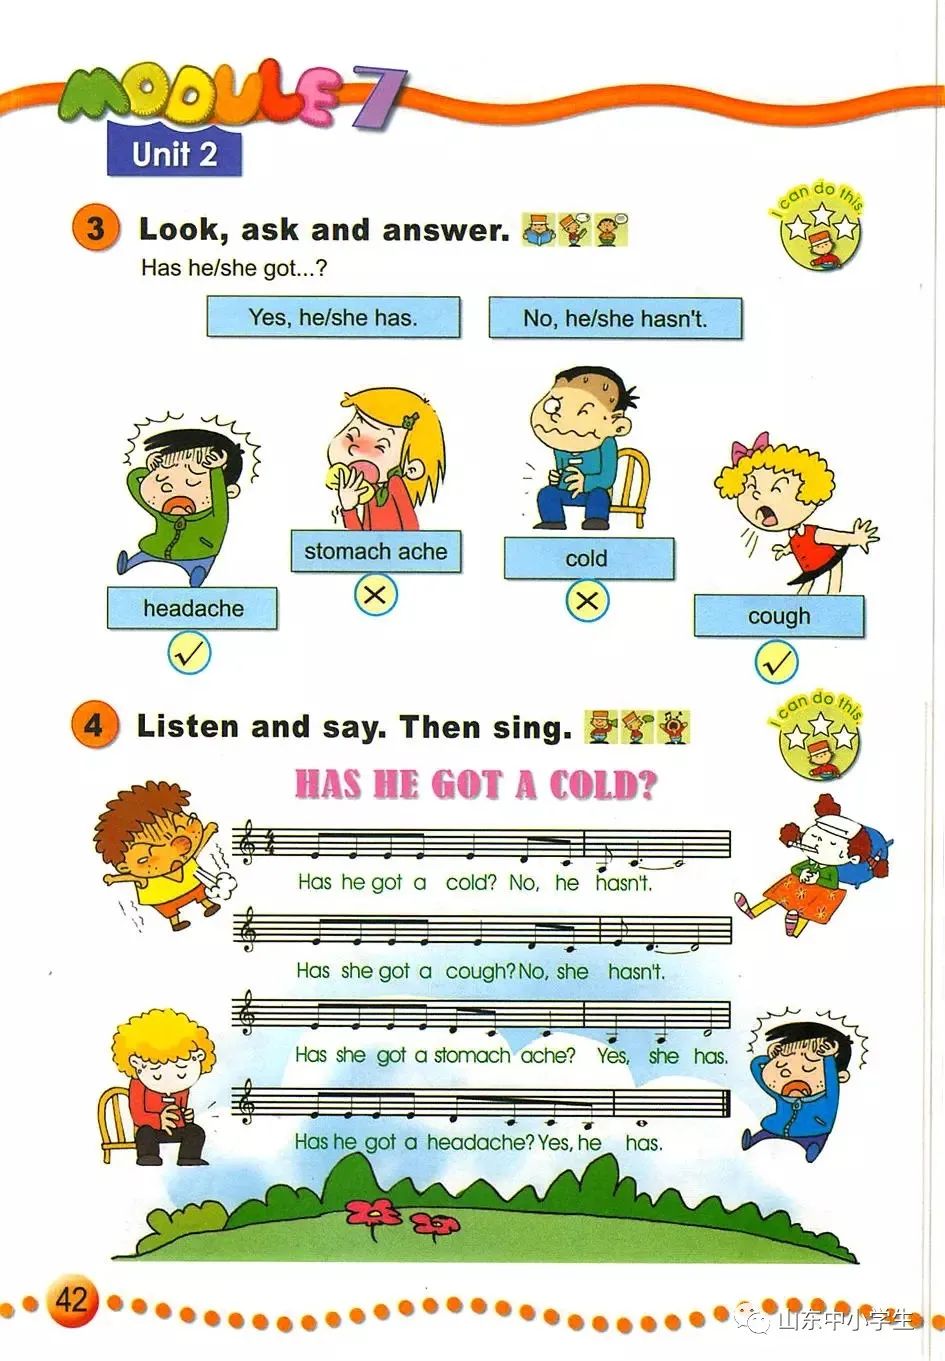 MODULE 7
Unit 2
I can do this.
3 Look, ask and answer.
Has he/she got...?
Yes, he/she has.
No, he/she hasn't.
stomach ache
cold
headache
cough
I can do this.
4 Listen and say. Then sing.
HAS HE GOT A COLD?
Has he got a cold? No, he hasn't.
Has she got a cough? No, she hasn't.
Has she got a stomach ache? Yes, she has.
Has he got a headache? Yes, he has.
42
山东中小学生